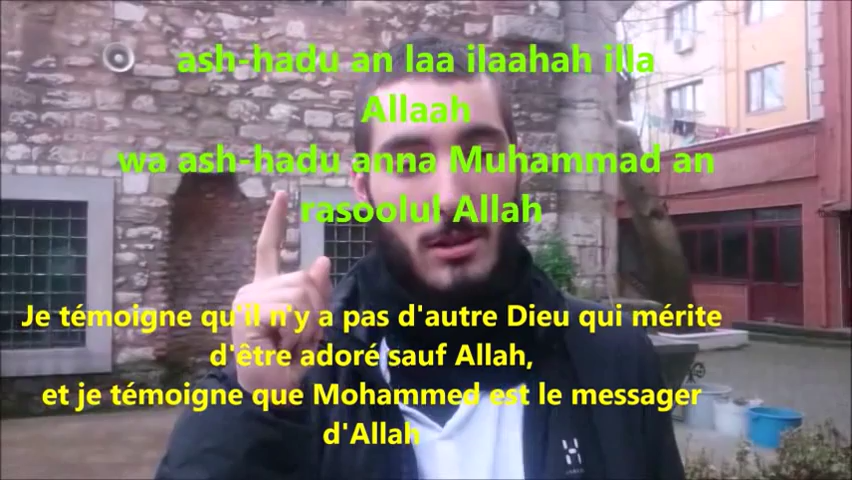 ash-hadu an laa ilaahah illa
Allaah
wa ash-hadu anna Muhammad an
rasoolul Allah
Je témoigne qu'il n'y a pas d'autre Dieu qui mérite
d'être adoré sauf Allah,
et je témoigne que Mohammed est le messager
d'Allah